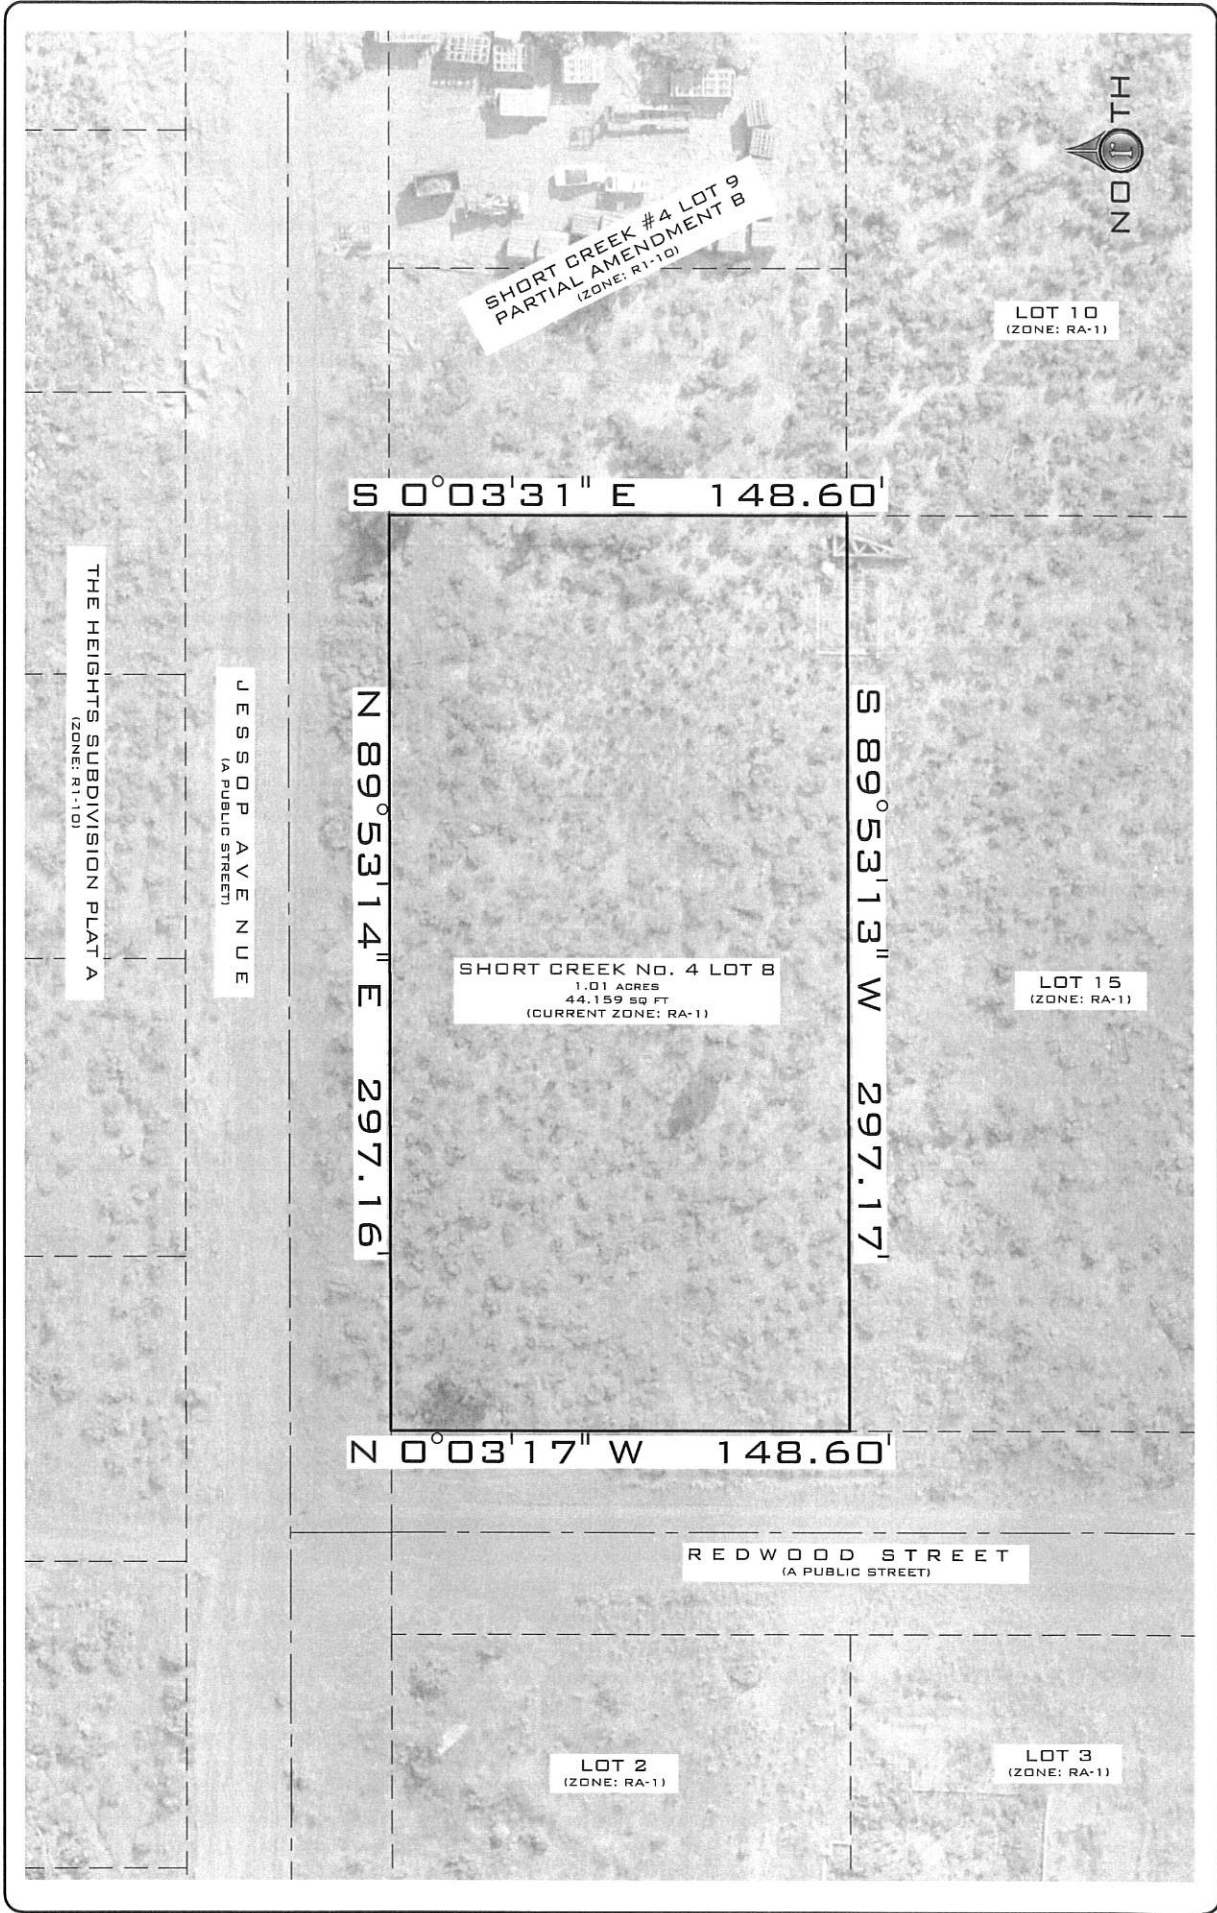 NORTH
SHORT CREEK #4 LOT 9
PARTIAL AMENDMENT B
(ZONE: R1-10)
LOT 10
(ZONE: RA-1)
S 0°03'31" E 148.60'
THE HEIGHTS SUBDIVISION PLAT A
(ZONE: R1-10)
JESSOP AVENUE
(A PUBLIC STREET)
N 89°53'14" E 297.16'
S 89°53'13" W 297.17'
SHORT CREEK No. 4 LOT 8
1.01 ACRES
44.159 SQ FT
(CURRENT ZONE: RA-1)
LOT 15
(ZONE: RA-1)
N 0°03'17" W 148.60'
REDWOOD STREET
(A PUBLIC STREET)
LOT 2
(ZONE: RA-1)
LOT 3
(ZONE: RA-1)